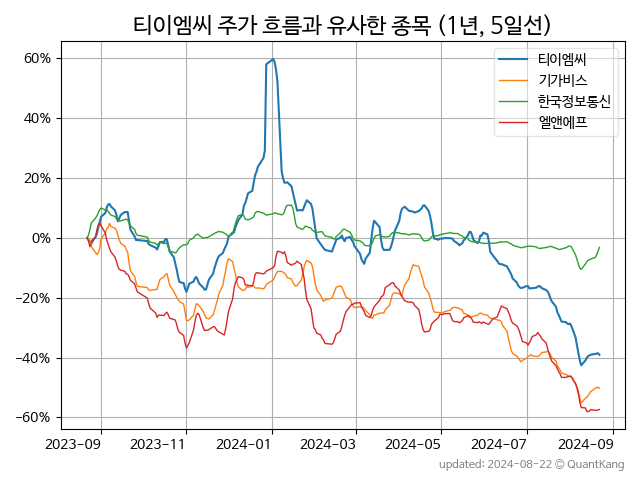 티이엠씨 주가 흐름과 유사한 종목 (1년, 5일선)
티이엠씨
기가비스
한국정보통신
엘앤에프
60%
40%
20%
0%
−20%
−40%
−60%
2023-09 2023-11 2024-01 2024-03 2024-05 2024-07 2024-09
updated: 2024-08-22 © QuantKang